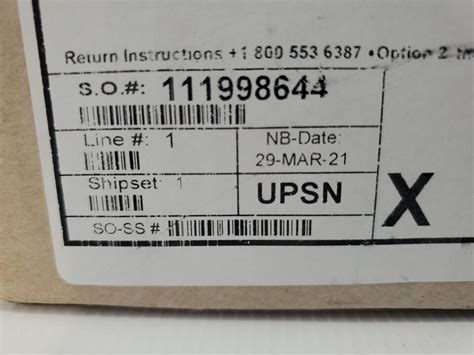 Return Instructions +1 800 553 6387 •Option 2
S.O.#: 111998644
Line #: 1
NB-Date:
29-MAR-21
Shipset: 1
UPSN
X
SO-SS #: